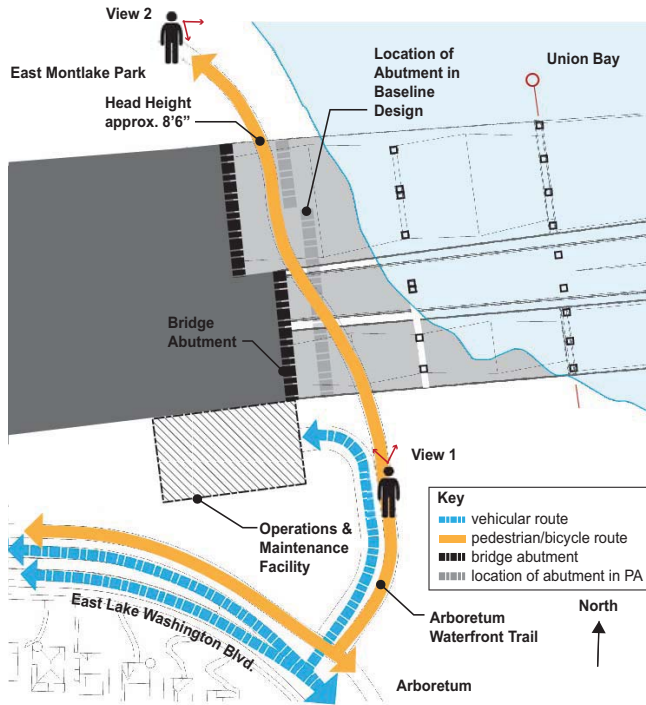 View 2
East Montlake Park
Head Height
approx. 8'6”
Location of
Abutment in
Baseline
Design
Union Bay
Bridge
Abutment
View 1
Operations &
Maintenance
Facility
East Lake Washington Blvd.
Arboretum
Waterfront Trail
Arboretum
Key
vehicular route
pedestrian/bicycle route
bridge abutment
location of abutment in PA
North